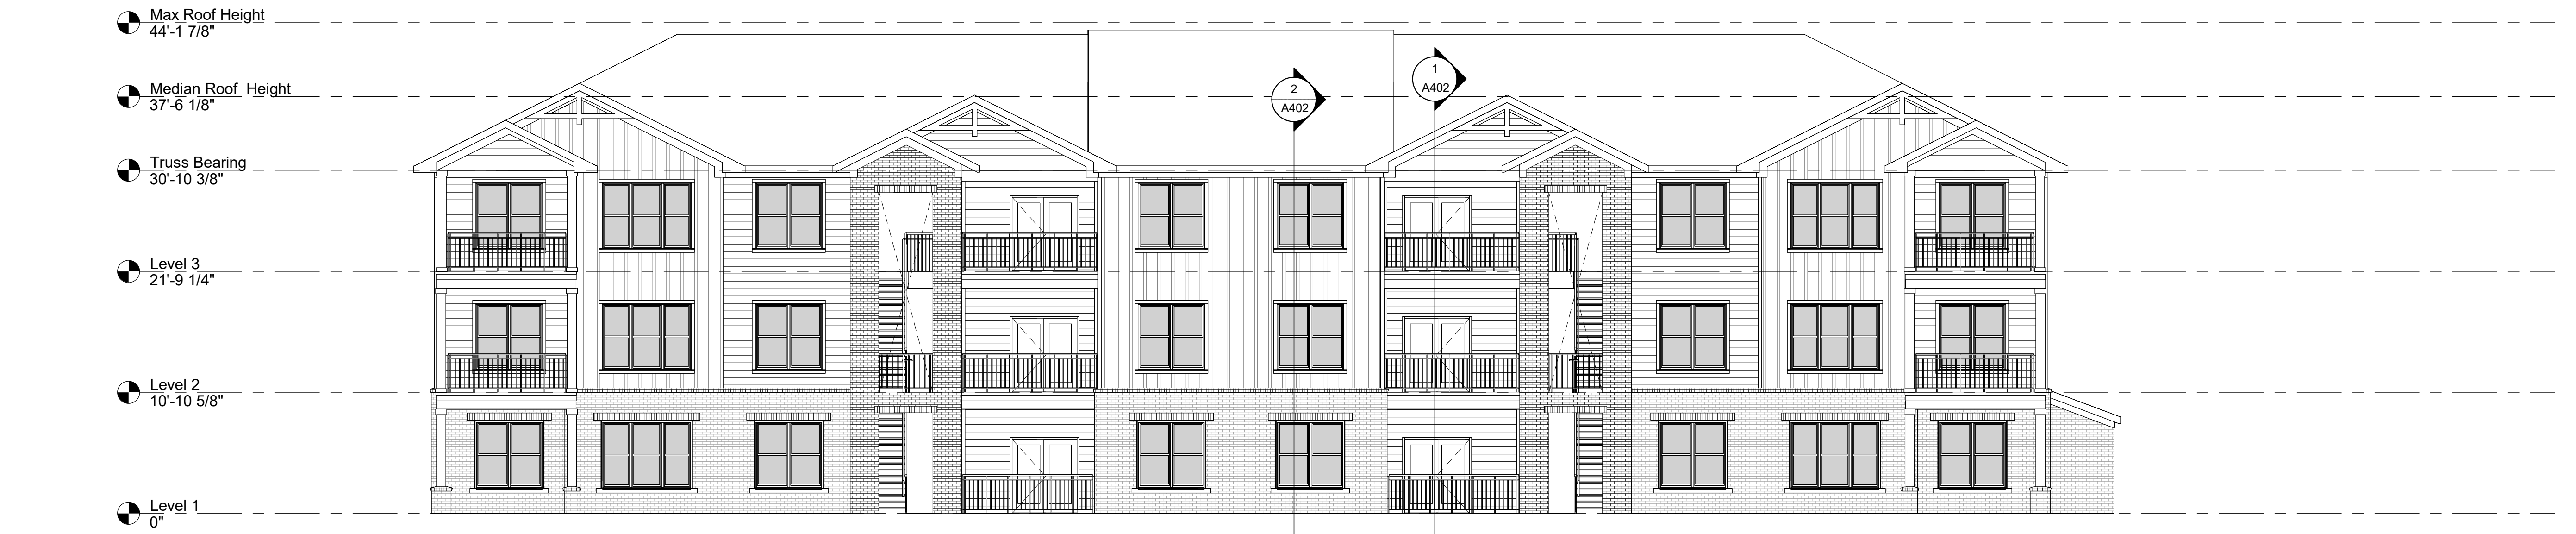 Max Roof Height
44'-1 7/8"
Median Roof  Height
37'-6 1/8"
Truss Bearing
30'-10 3/8"
Level 3
21'-9 1/4"
Level 2
10'-10 5/8"
Level 1
0"
2
A402
1
A402